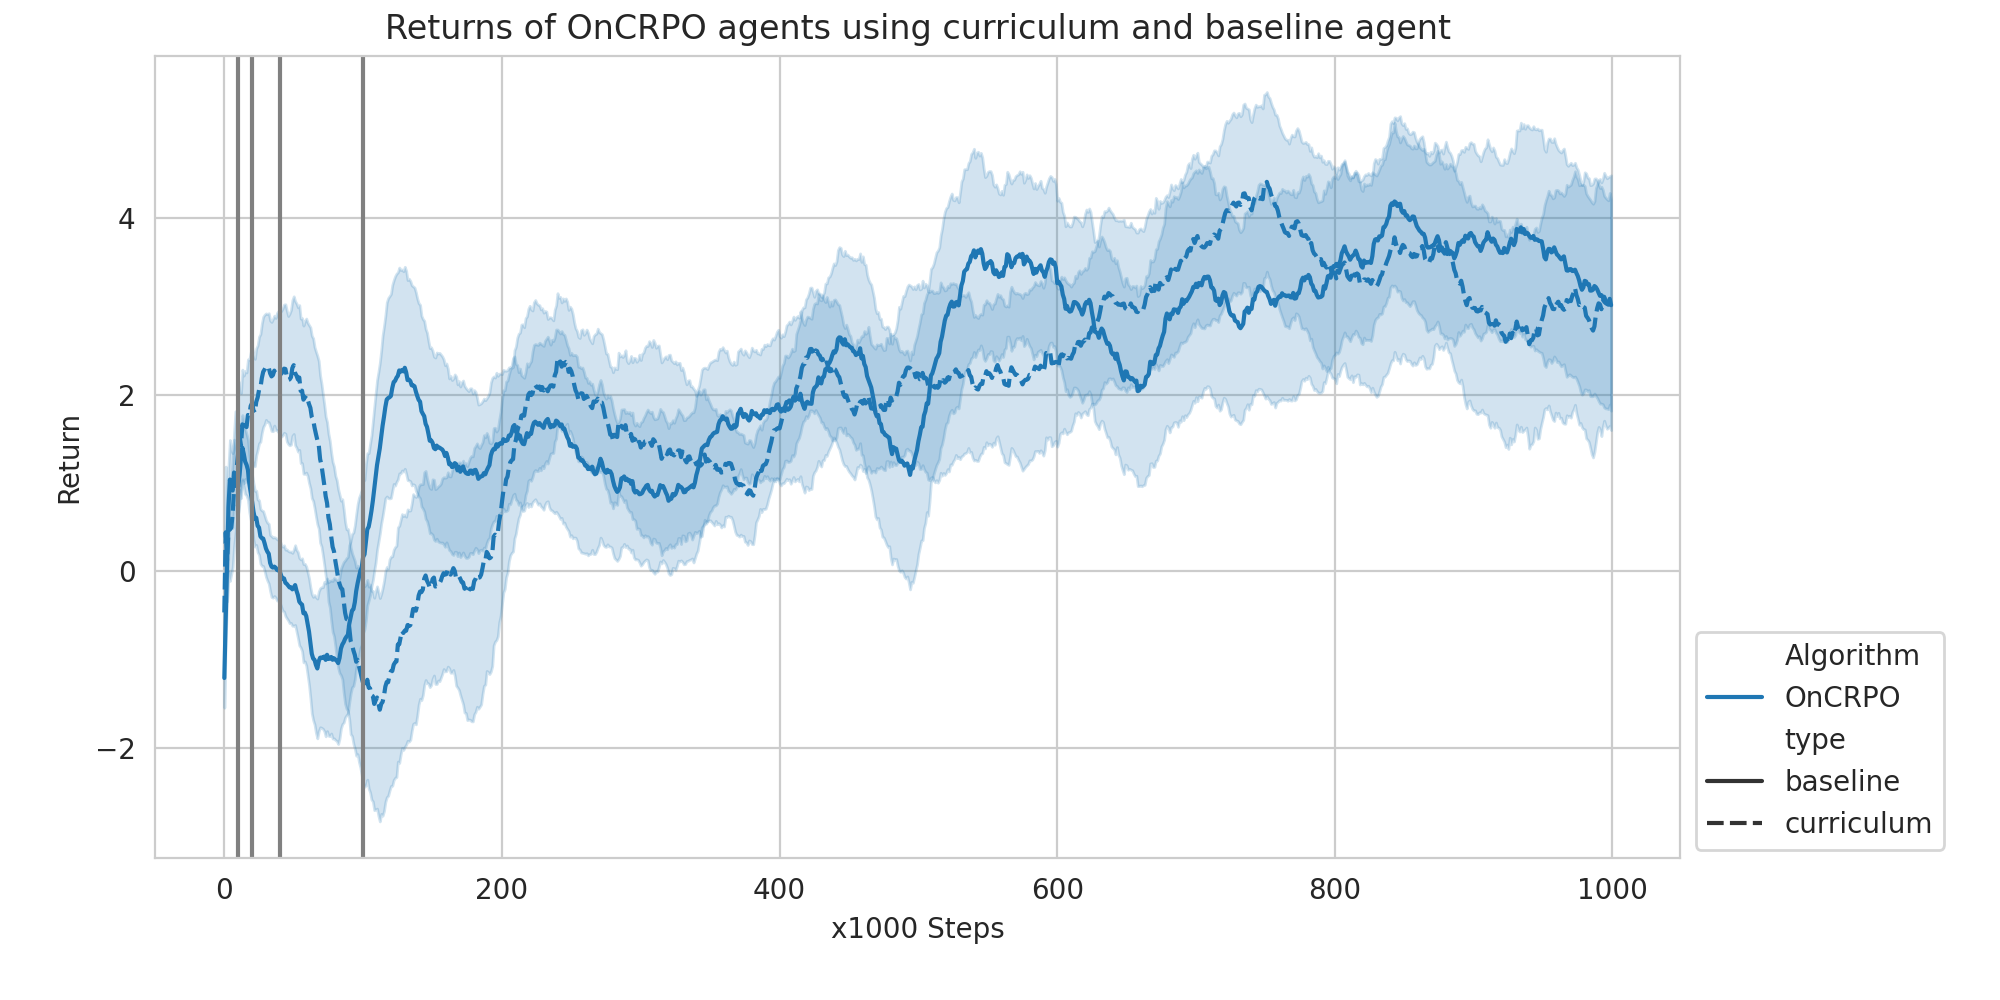 Returns of OnCRPO agents using curriculum and baseline agent
Return
4
2
0
−2
0 200 400 600 800 1000
x1000 Steps
Algorithm
OnCRPO
type
baseline
curriculum